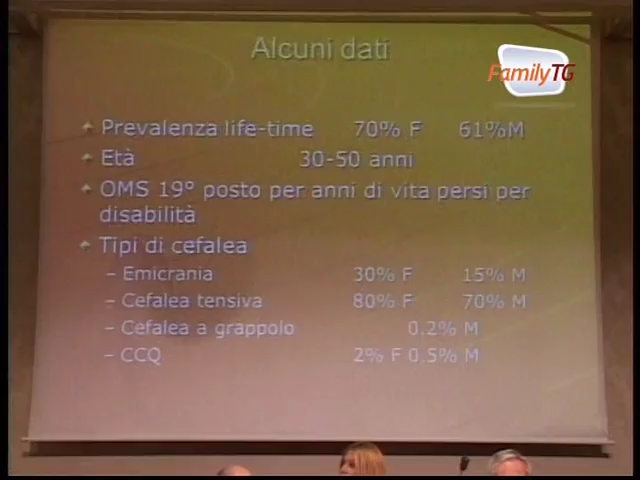 Alcuni dati
FamilyTG
Prevalenza life-time 70% F 61%M
Età 30-50 anni
OMS 19° posto per anni di vita persi per
disabilità
Tipi di cefalea
– Emicrania 30% F 15% M
– Cefalea tensiva 80% F 70% M
– Cefalea a grappolo 0.2% M
– CCQ 2% F 0.5% M